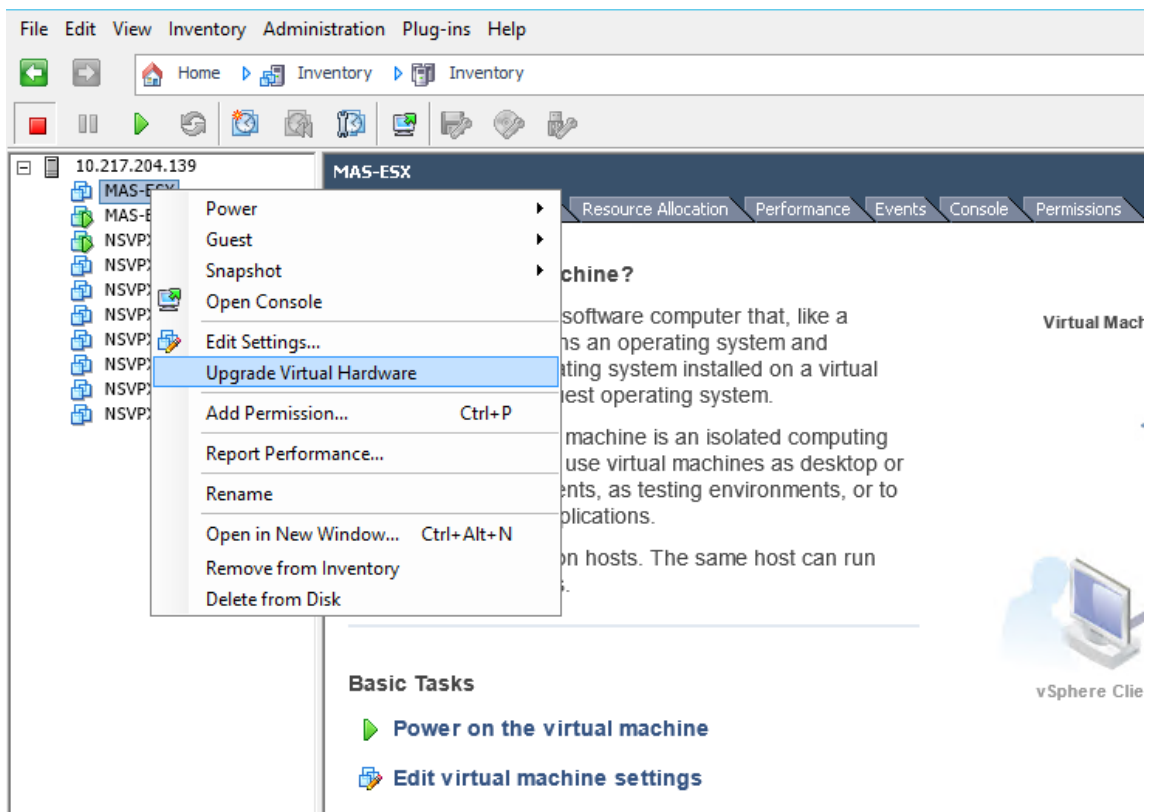 File Edit View Inventory Administration Plug-ins Help
Home Inventory Inventory
10.217.204.139
MAS-ESX
MAS-E
NSVP
NSVP
NSVP
NSVP
NSVP
NSVP
NSVP
NSVP
Power
Guest
Snapshot
Open Console
Edit Settings...
Upgrade Virtual Hardware
Add Permission... Ctrl+P
Report Performance...
Rename
Open in New Window... Ctrl+Alt+N
Remove from Inventory
Delete from Disk
MAS-ESX
Resource Allocation Performance Events Console Permissions
chine?
software computer that, like a
ns an operating system and
ating system installed on a virtual
est operating system.
machine is an isolated computing
use virtual machines as desktop or
ents, as testing environments, or to
plications.
on hosts. The same host can run
Virtual Mach
vSphere Clie
Basic Tasks
Power on the virtual machine
Edit virtual machine settings